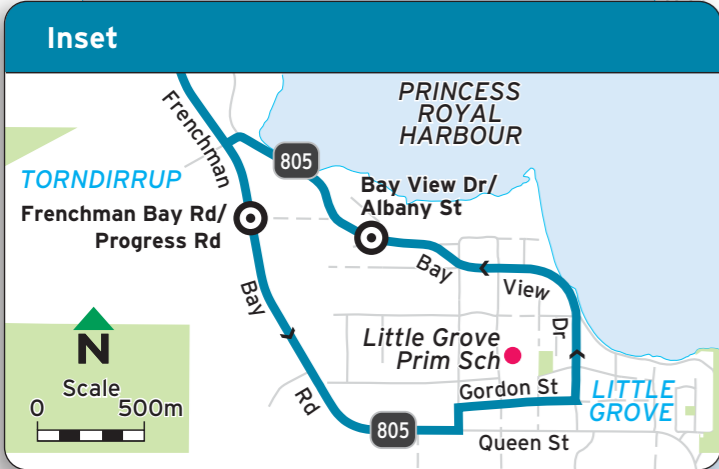 Inset
PRINCESS
ROYAL
HARBOUR
Frenchman
805
TORNDIRRUP
Bay View Dr/
Albany St
Frenchman Bay Rd/
Progress Rd
Bay
View
Dr
Bay
Rd
Little Grove
Prim Sch
N
Scale
0 500m
Gordon St
LITTLE
GROVE
805
Queen St